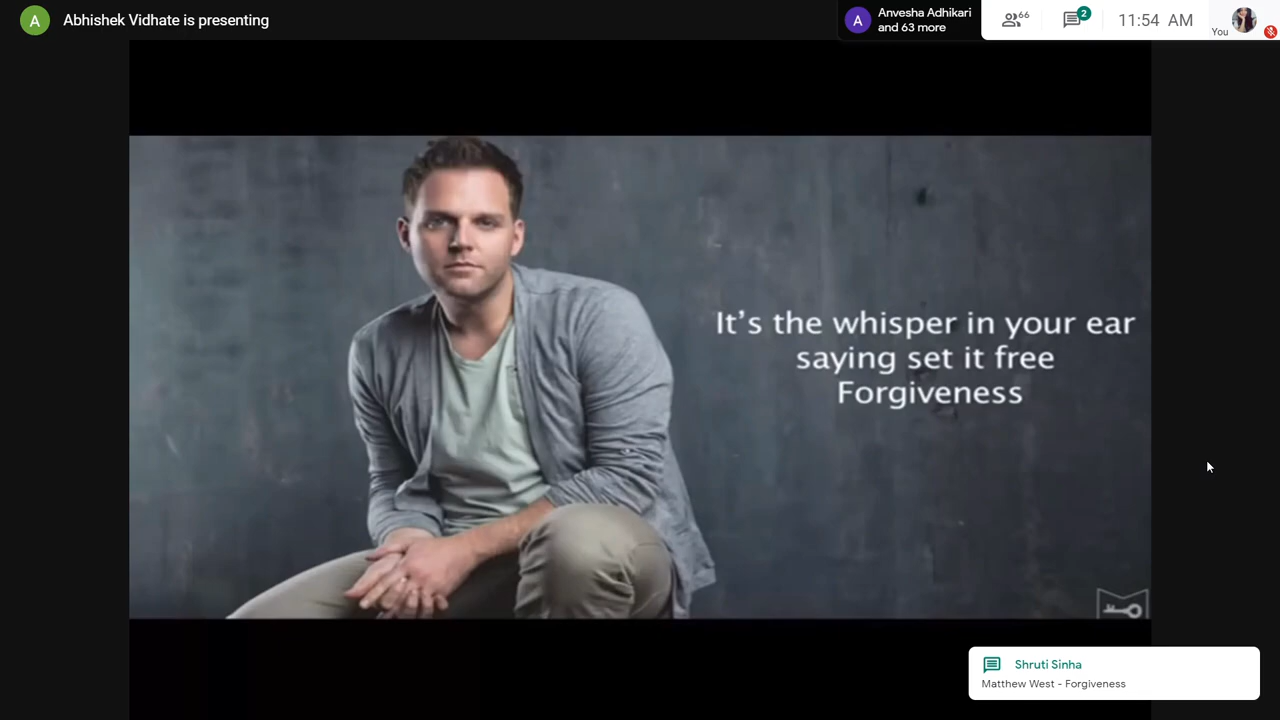 A
Abhishek Vidhate is presenting
A
Anvesha Adhikari
and 63 more
66
2
11:54 AM
You
It's the whisper in your ear
saying set it free
Forgiveness
Shruti Sinha
Matthew West - Forgiveness